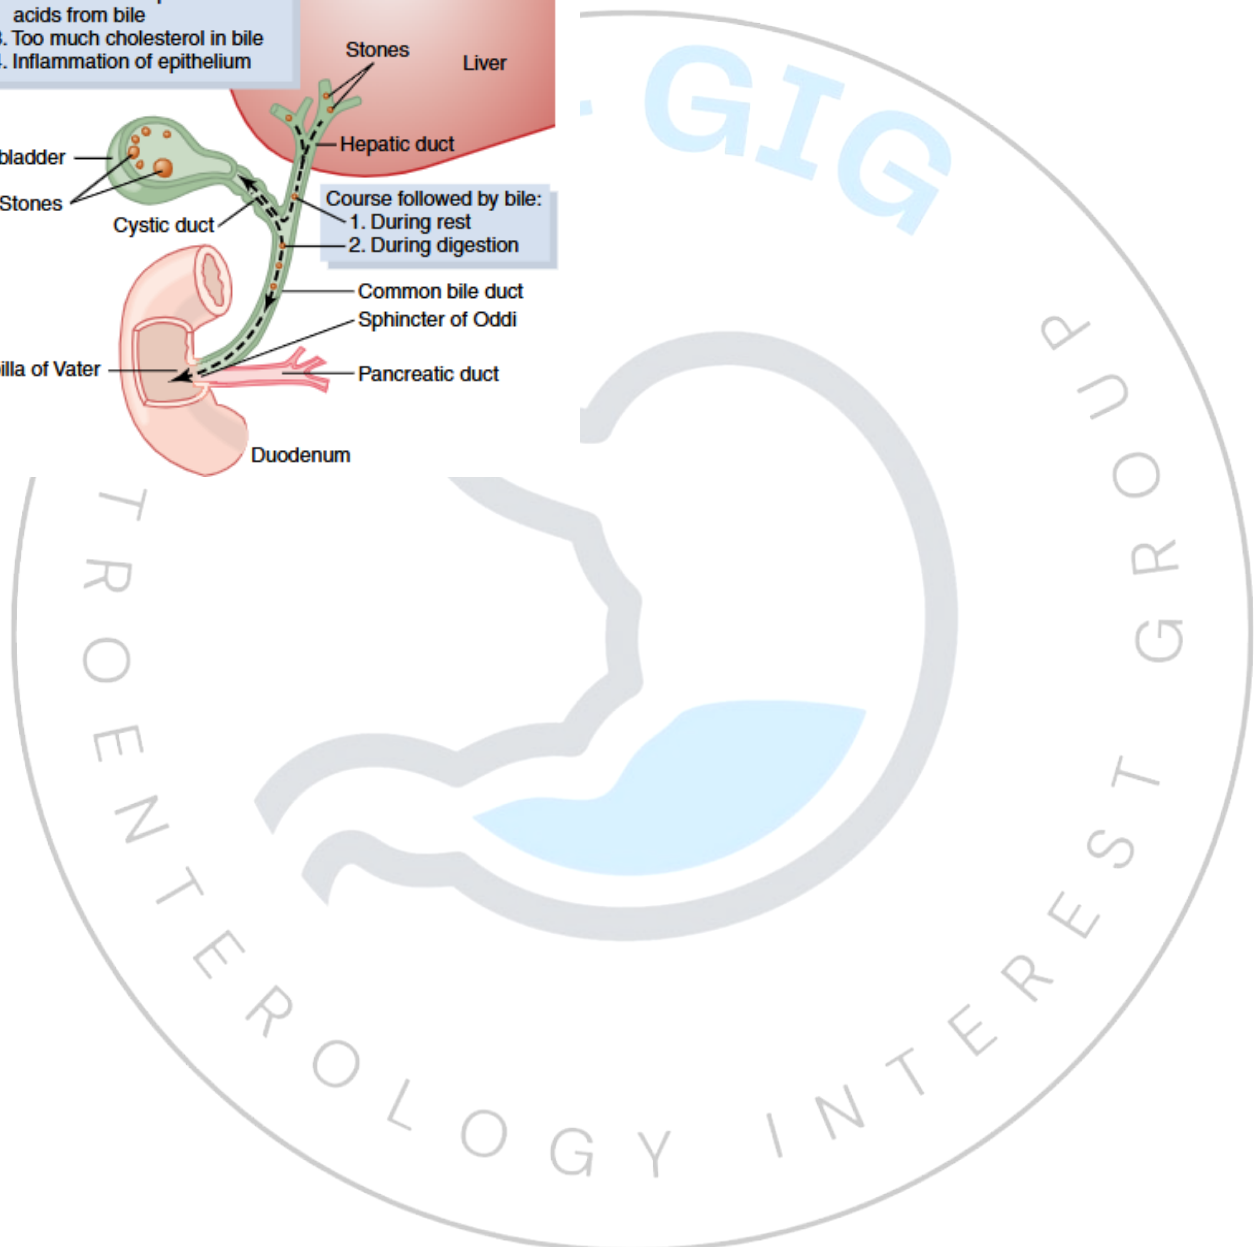 acids from bile
3. Too much cholesterol in bile
4. Inflammation of epithelium
Stones
Liver
Hepatic duct
bladder
Stones
Cystic duct
Course followed by bile:
1. During rest
2. During digestion
Common bile duct
Sphincter of Oddi
illa of Vater
Pancreatic duct
Duodenum
GIG
TROENTEROLOGY INTEREST GROUP